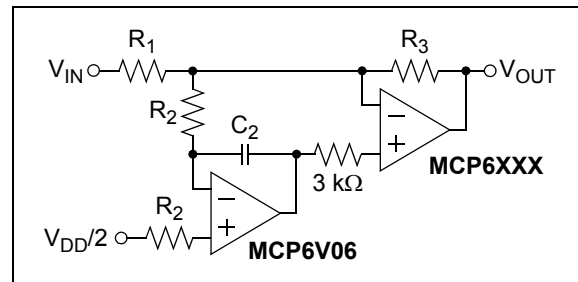 R1 R3
VIN VOUT
R2
C2
3 kΩ
MCP6XXX
R2
VDD/2
MCP6V06